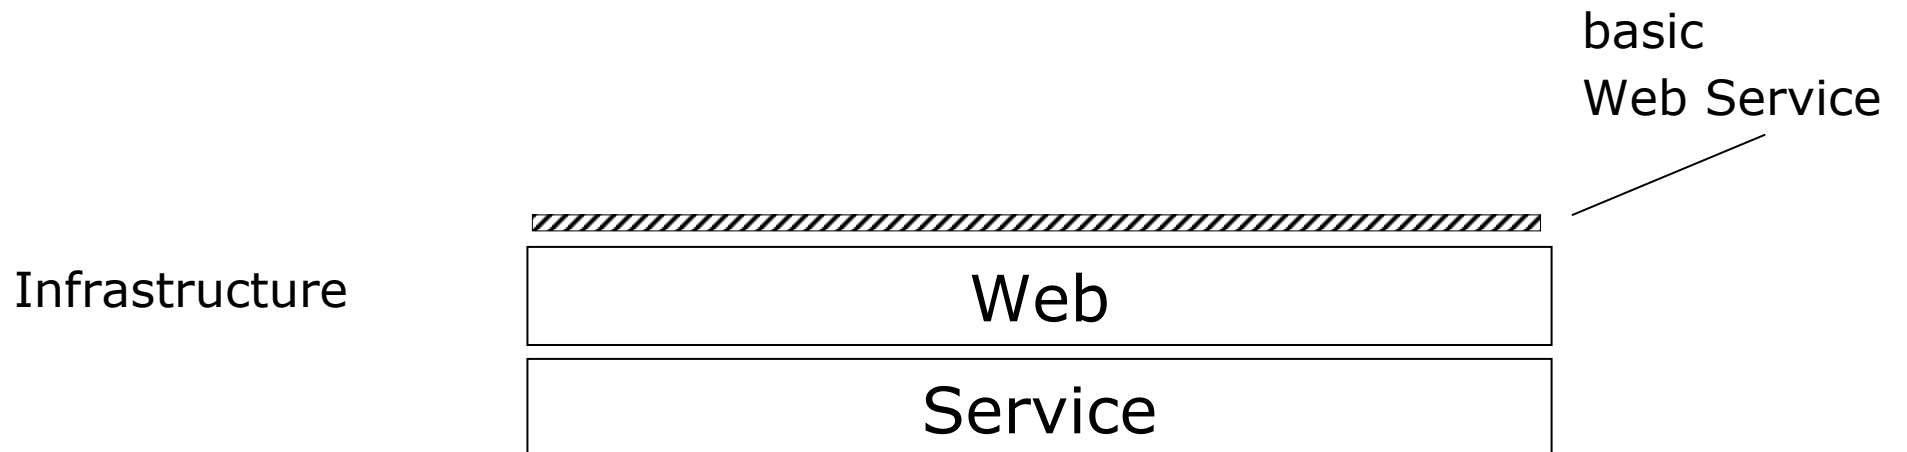 basic
Web Service
Infrastructure
Web
Service